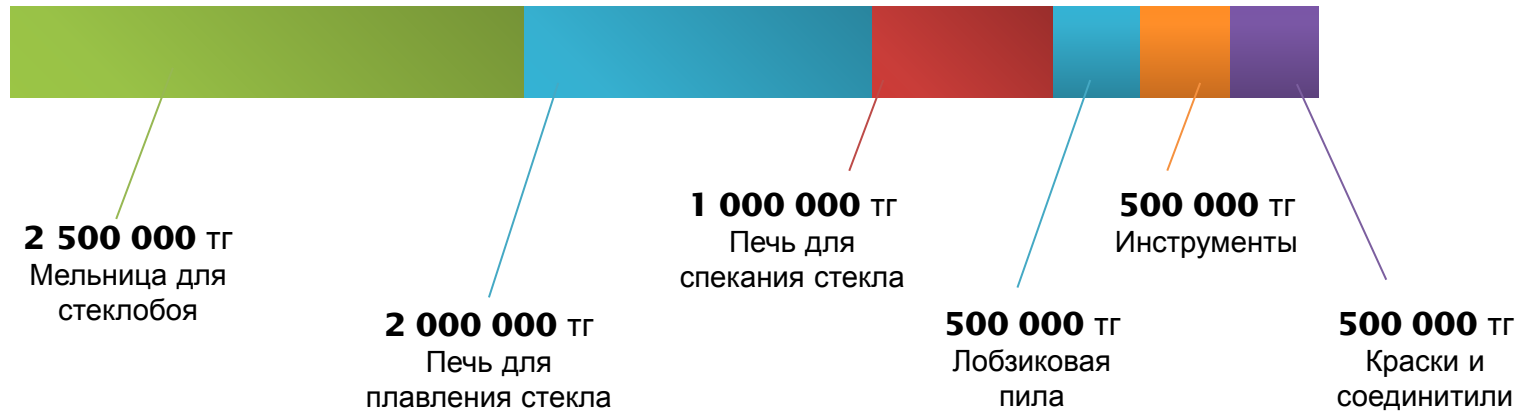 2 500 000 тг
Мельница для
стеклобоя
2 000 000 тг
Печь для
плавления стекла
1 000 000 тг
Печь для
спекания стекла
500 000 тг
Лобзиковая
пила
500 000 тг
Инструменты
500 000 тг
Краски и
соединитили